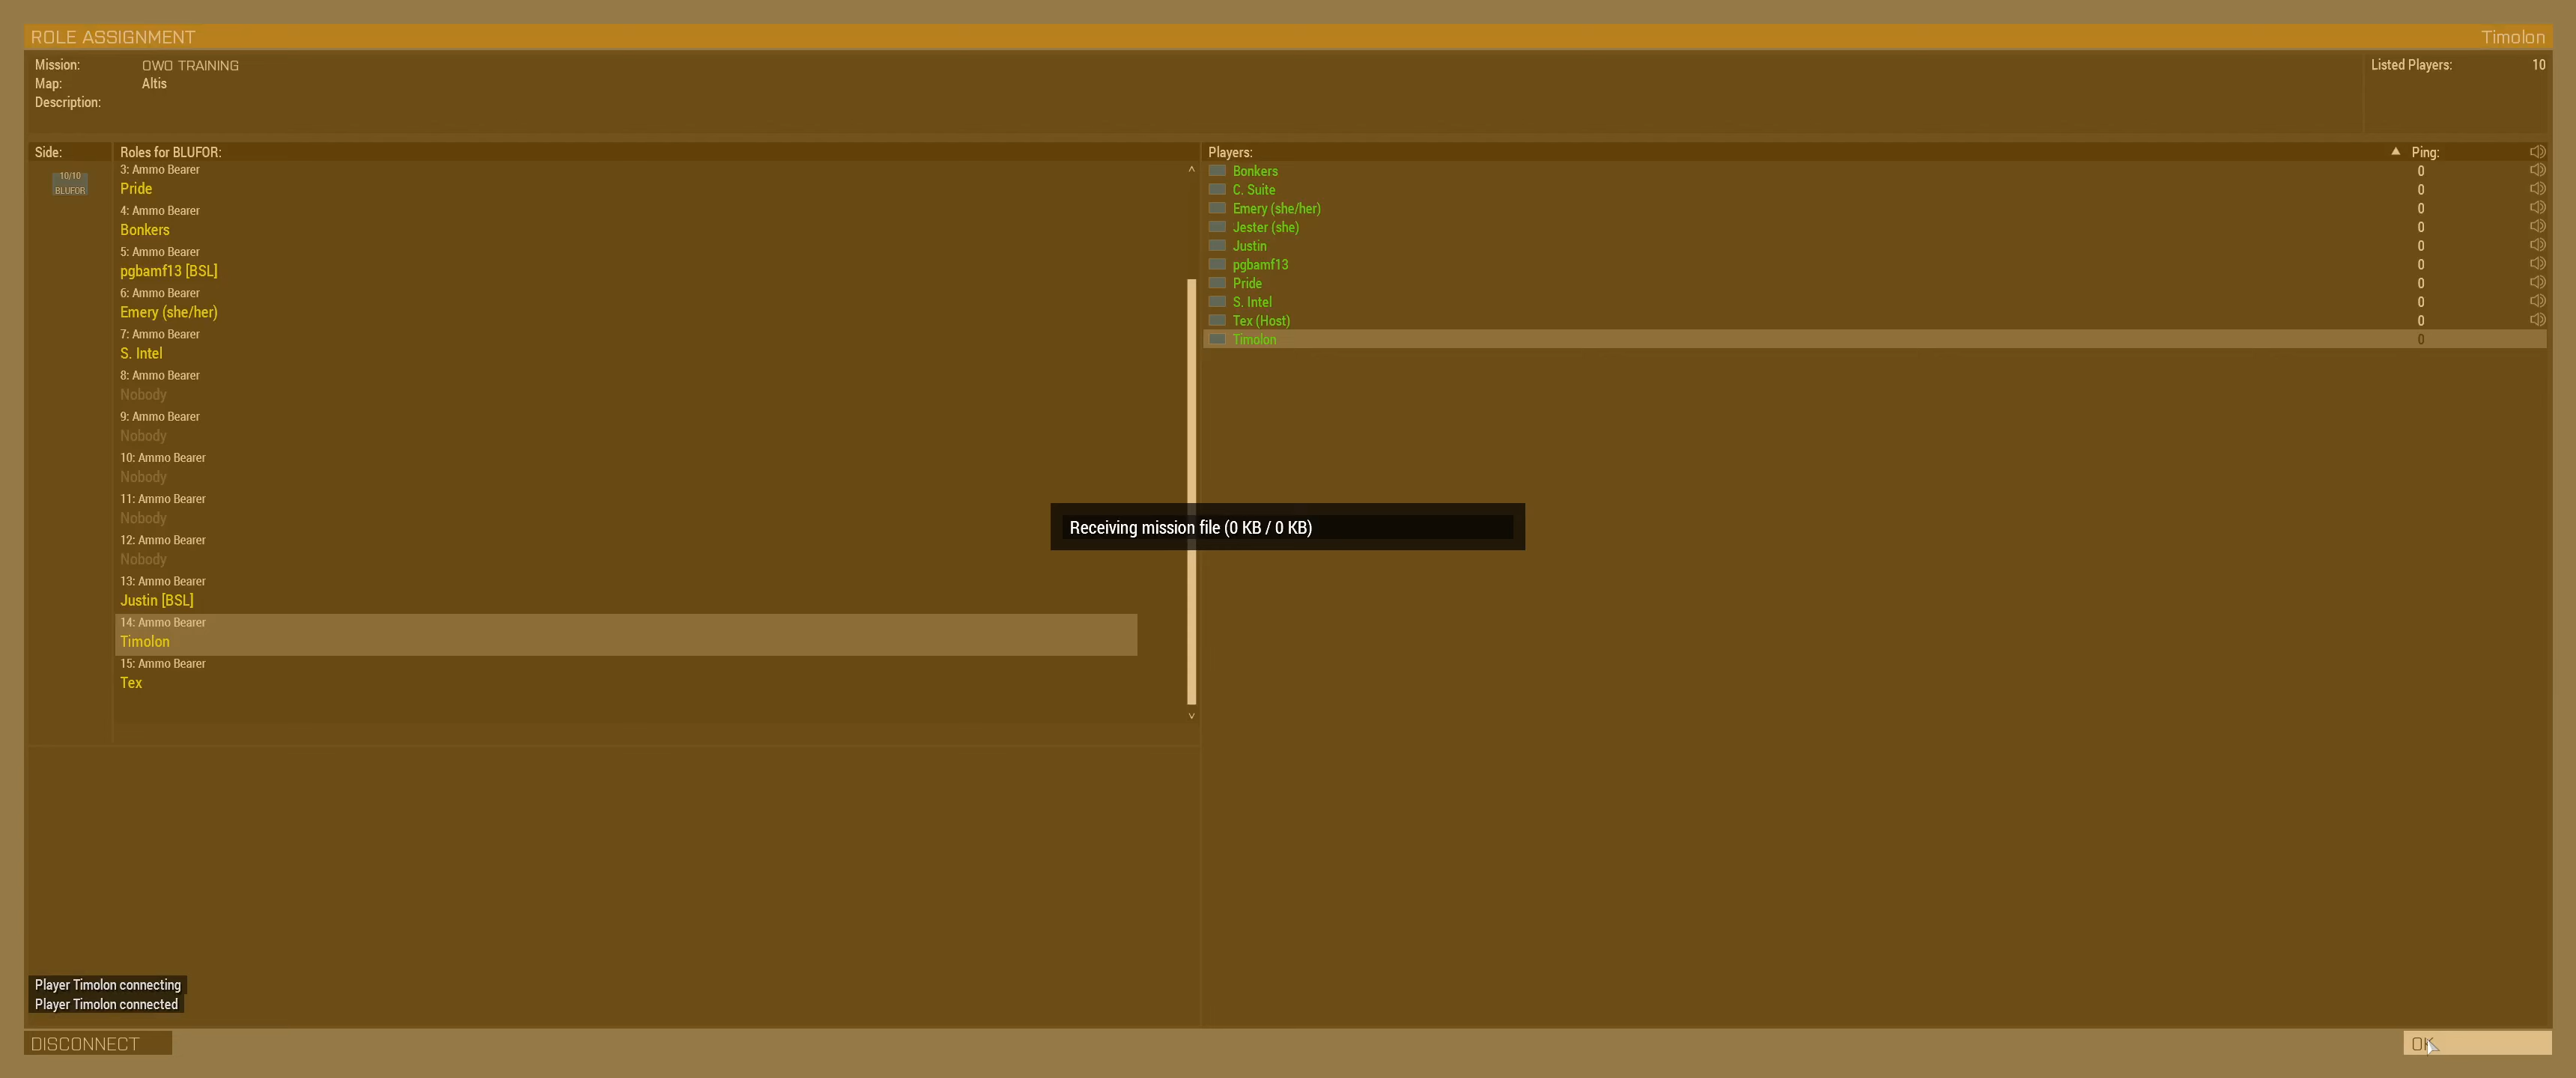 ROLE ASSIGNMENT
Timolon
Mission: OWO TRAINING
Map: Altis
Description:
Listed Players: 10
Side:
10/10
BLUFOR
Roles for BLUFOR:
3: Ammo Bearer
Pride
4: Ammo Bearer
Bonkers
5: Ammo Bearer
pgbamf13 [BSL]
6: Ammo Bearer
Emery (she/her)
7: Ammo Bearer
S. Intel
8: Ammo Bearer
Nobody
9: Ammo Bearer
Nobody
10: Ammo Bearer
Nobody
11: Ammo Bearer
Nobody
12: Ammo Bearer
Nobody
13: Ammo Bearer
Justin [BSL]
14: Ammo Bearer
Timolon
15: Ammo Bearer
Tex
Players: Ping:
Bonkers 0
C. Suite 0
Emery (she/her) 0
Jester (she) 0
Justin 0
pgbamf13 0
Pride 0
S. Intel 0
Tex (Host) 0
Timolon 0
Receiving mission file (0 KB / 0 KB)
Player Timolon connecting
Player Timolon connected
DISCONNECT
OK